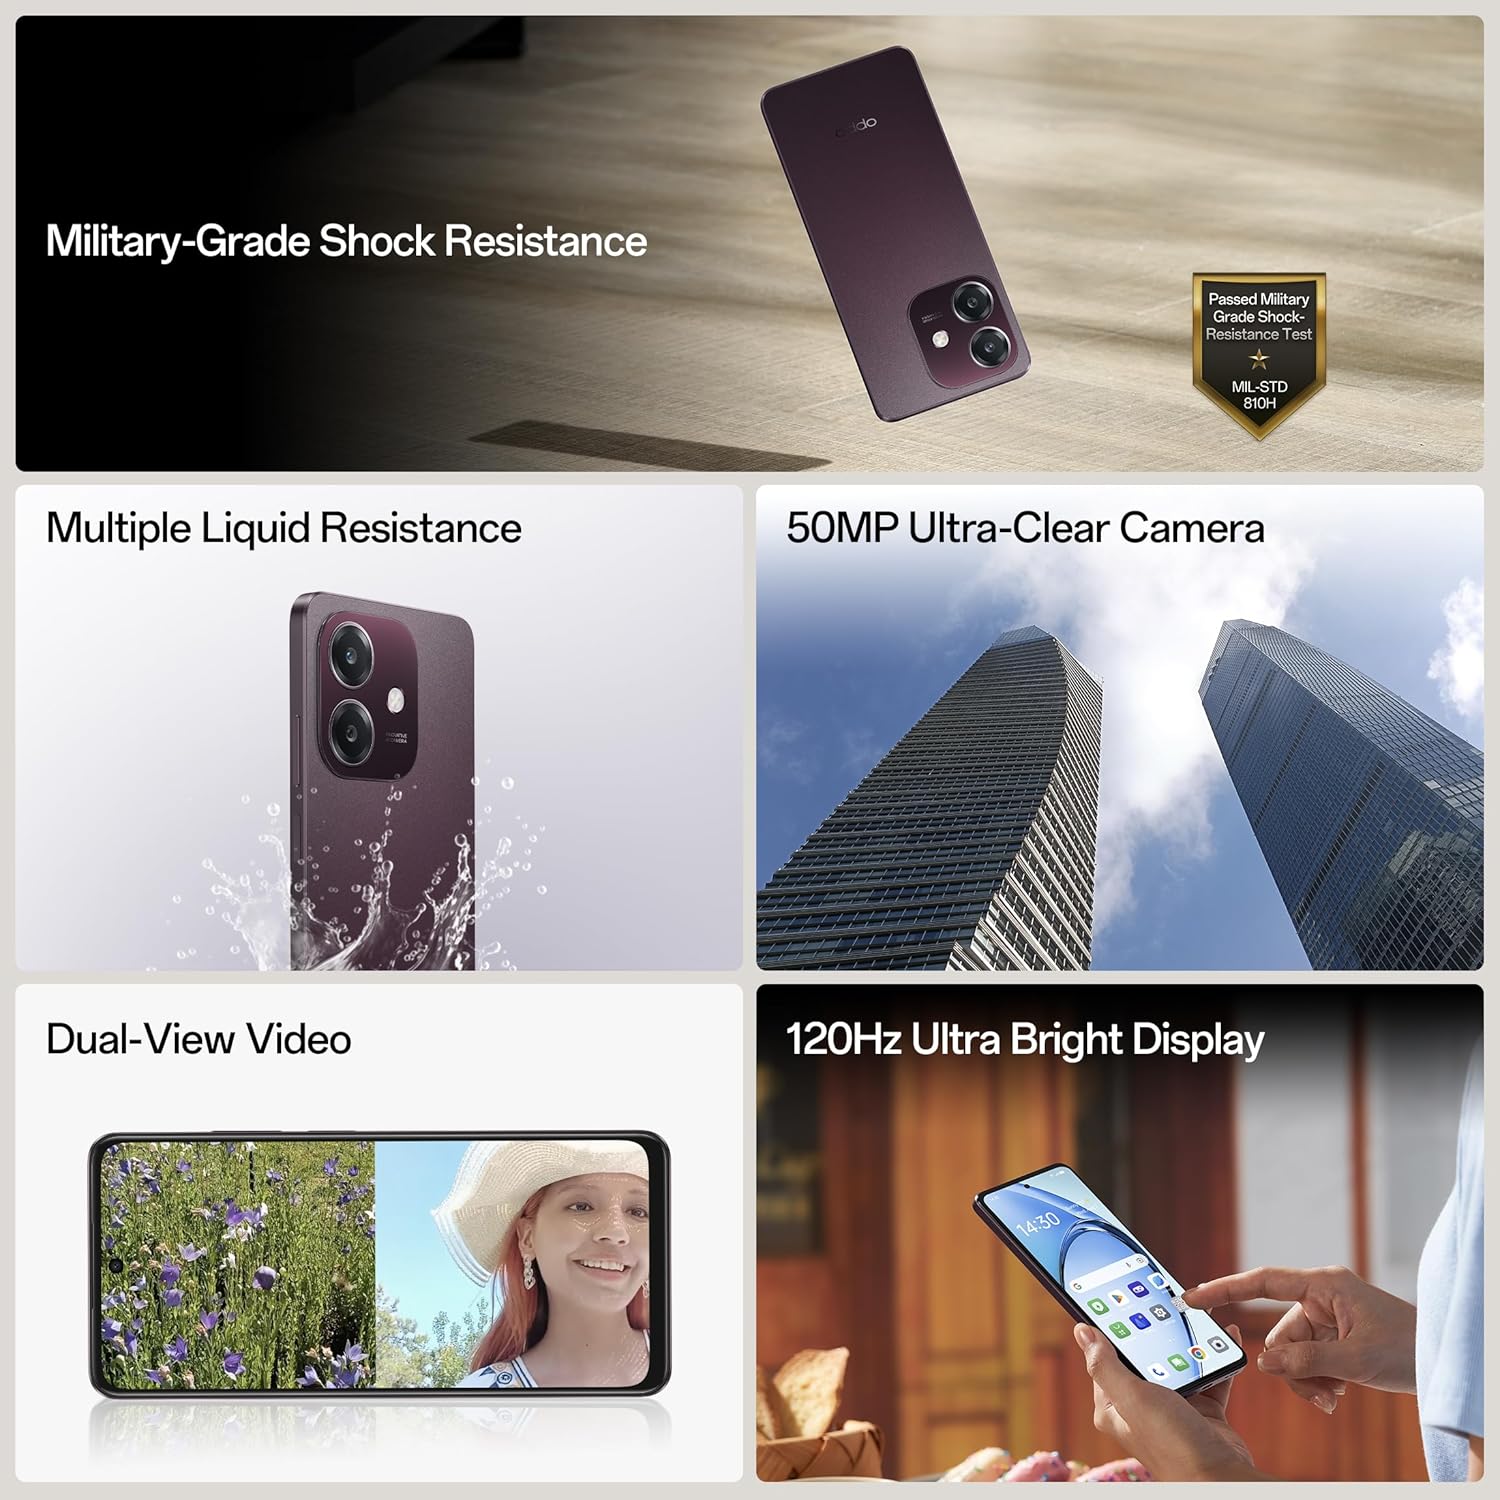 oppo
Military-Grade Shock Resistance
Passed Military
Grade Shock-
Resistance Test
MIL-STD
810H
Multiple Liquid Resistance
50MP Ultra-Clear Camera
Dual-View Video
120Hz Ultra Bright Display
14:30